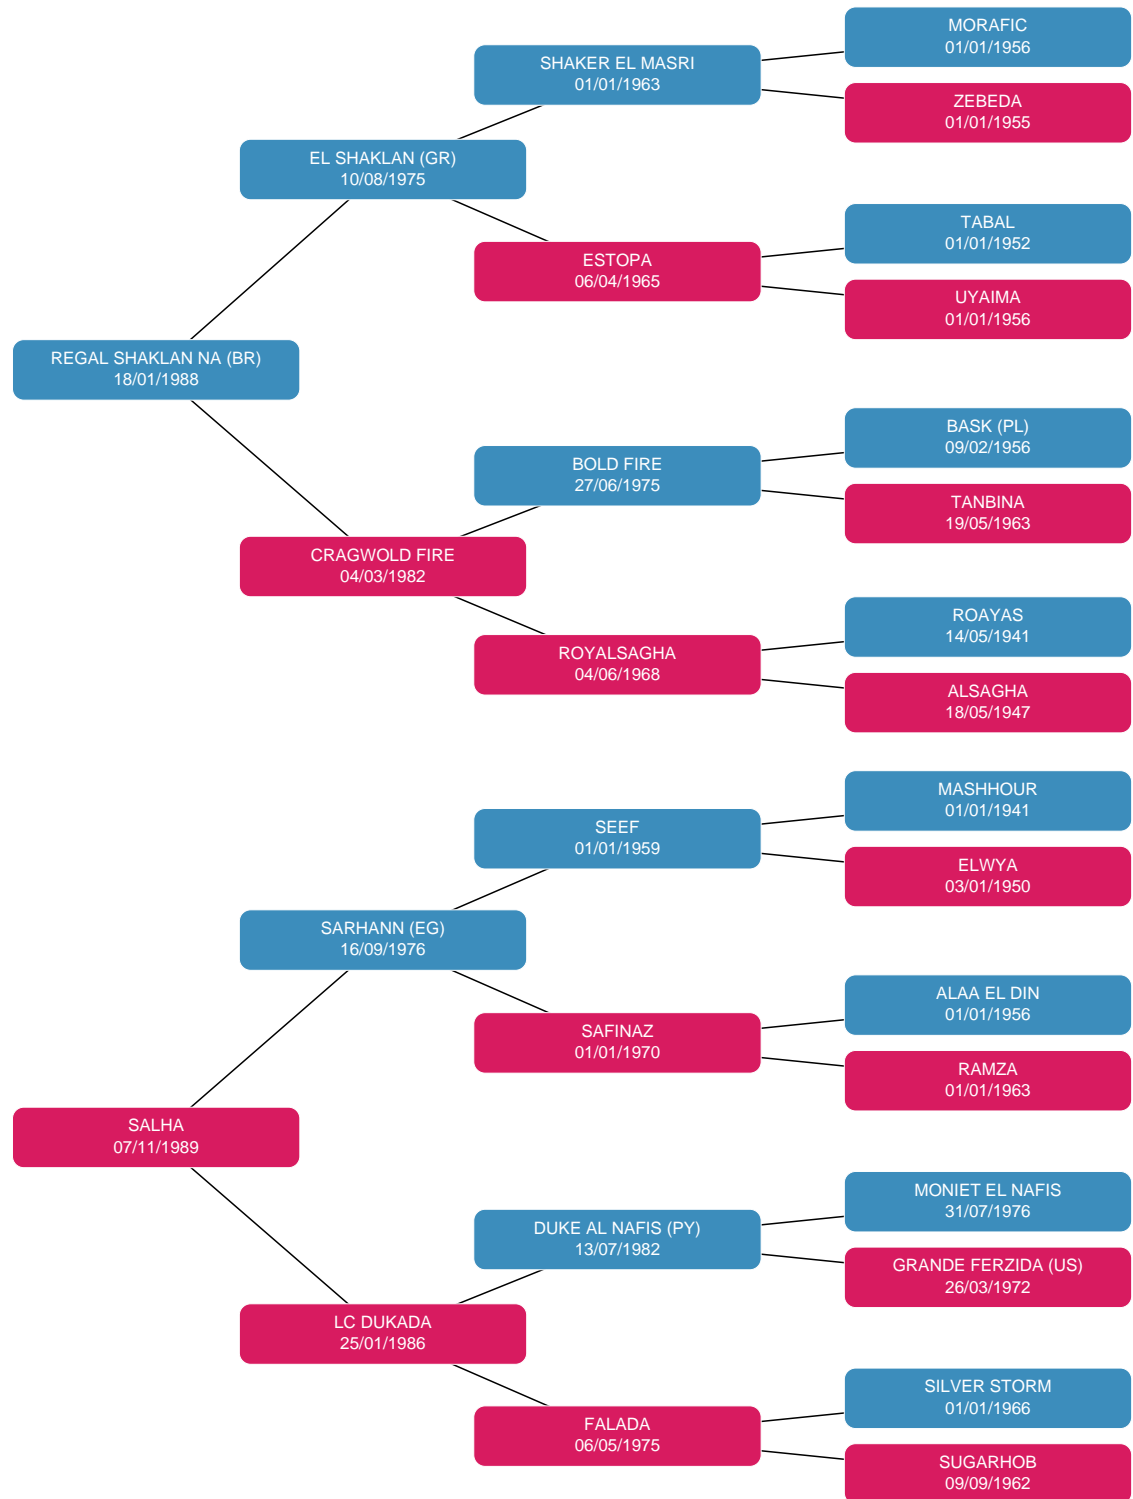 MORAFIC
01/01/1956
SHAKER EL MASRI
01/01/1963
ZEBEDA
01/01/1955
EL SHAKLAN (GR)
10/08/1975
TABAL
01/01/1952
ESTOPA
06/04/1965
UYAIMA
01/01/1956
REGAL SHAKLAN NA (BR)
18/01/1988
BASK (PL)
09/02/1956
BOLD FIRE
27/06/1975
TANBINA
19/05/1963
CRAGWOLD FIRE
04/03/1982
ROAYAS
14/05/1941
ROYALSAGHA
04/06/1968
ALSAGHA
18/05/1947
MASHHOUR
01/01/1941
SEEF
01/01/1959
ELWYA
03/01/1950
SARHANN (EG)
16/09/1976
ALAA EL DIN
01/01/1956
SAFINAZ
01/01/1970
RAMZA
01/01/1963
SALHA
07/11/1989
MONIET EL NAFIS
31/07/1976
DUKE AL NAFIS (PY)
13/07/1982
GRANDE FERZIDA (US)
26/03/1972
LC DUKADA
25/01/1986
SILVER STORM
01/01/1966
FALADA
06/05/1975
SUGARHOB
09/09/1962